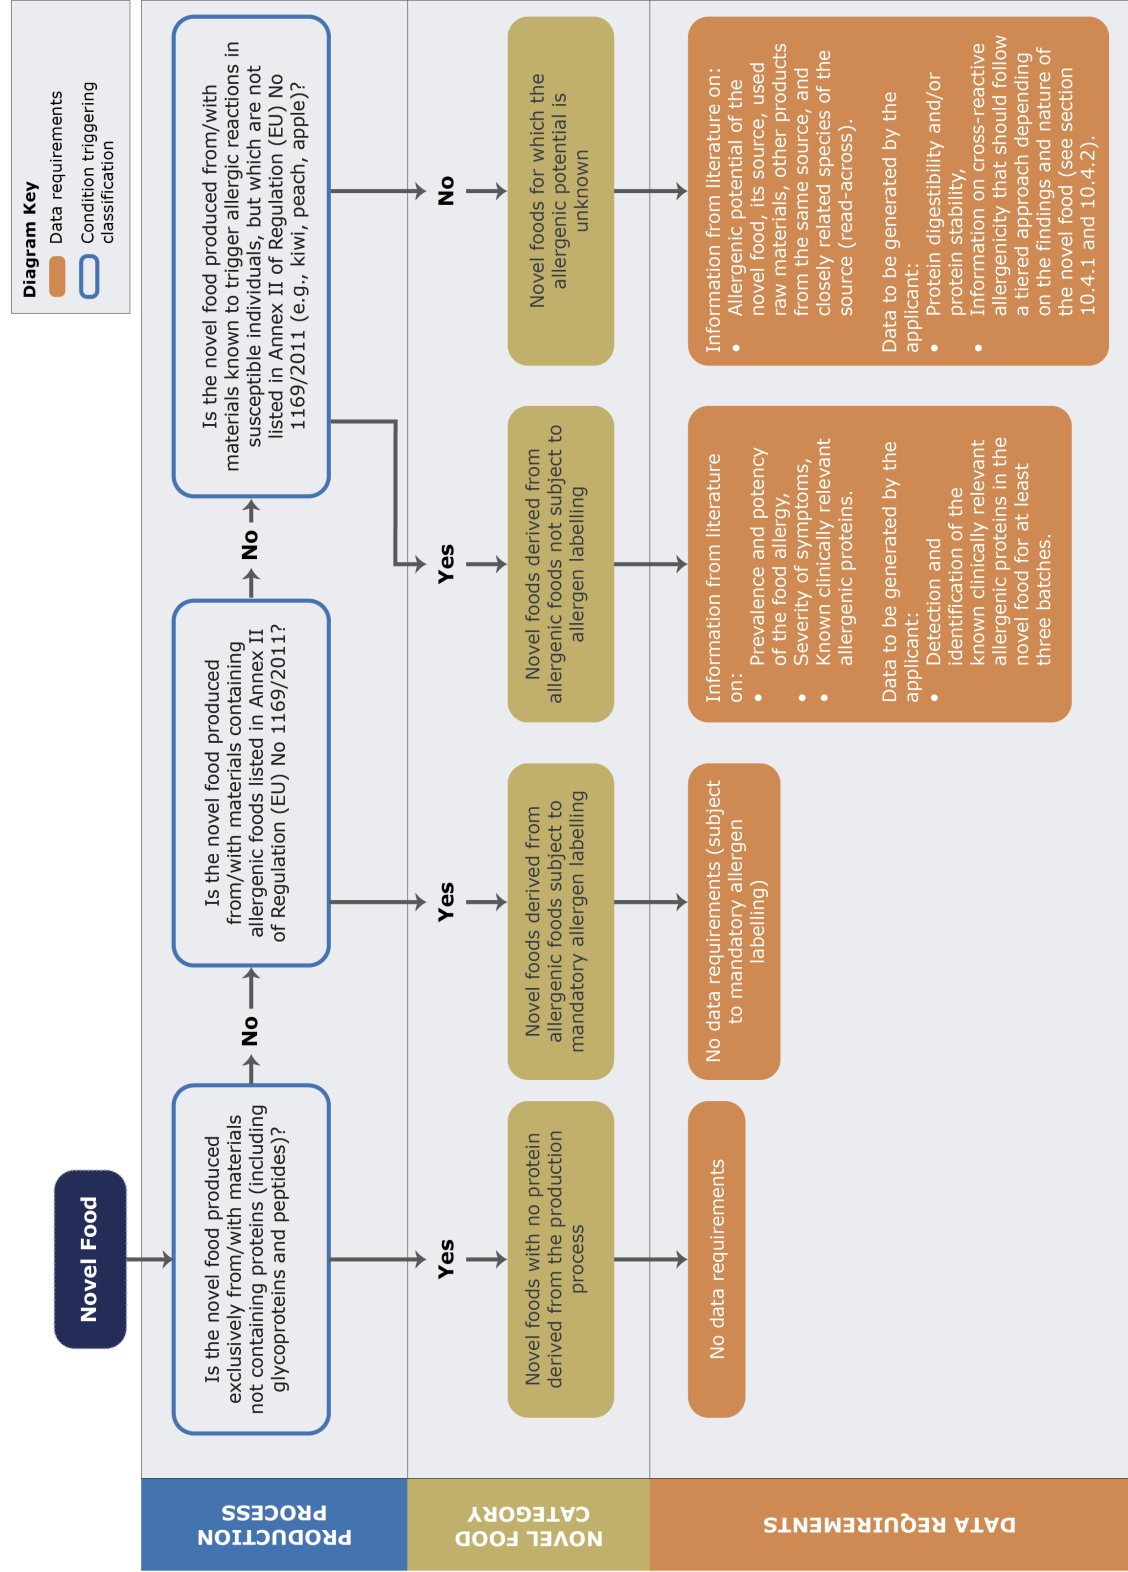 Novel Food
Diagram Key
Data requirements
Condition triggering
classification
PRODUCTION
PROCESS
Is the novel food produced
exclusively from/with materials
not containing proteins (including
glycoproteins and peptides)?
No
Is the novel food produced
from/with materials containing
allergenic foods listed in Annex II
of Regulation (EU) No 1169/2011?
No
Is the novel food produced from/with
materials known to trigger allergic reactions in
susceptible individuals, but which are not
listed in Annex II of Regulation (EU) No
1169/2011 (e.g., kiwi, peach, apple)?
Yes
Yes
Yes
No
NOVEL FOOD
CATEGORY
Novel foods with no protein
derived from the production
process
Novel foods derived from
allergenic foods subject to
mandatory allergen labelling
Novel foods derived from
allergenic foods not subject to
allergen labelling
Novel foods for which the
allergenic potential is
unknown
DATA REQUIREMENTS
No data requirements
No data requirements (subject
to mandatory allergen
labelling)
Information from literature
on:
• Prevalence and potency
of the food allergy,
• Severity of symptoms,
• Known clinically relevant
allergenic proteins.
Data to be generated by the
applicant:
• Detection and
identification of the
known clinically relevant
allergenic proteins in the
novel food for at least
three batches.
Information from literature on:
• Allergenic potential of the
novel food, its source, used
raw materials, other products
from the same source, and
closely related species of the
source (read-across).
Data to be generated by the
applicant:
• Protein digestibility and/or
protein stability,
• Information on cross-reactive
allergenicity that should follow
a tiered approach depending
on the findings and nature of
the novel food (see section
10.4.1 and 10.4.2).